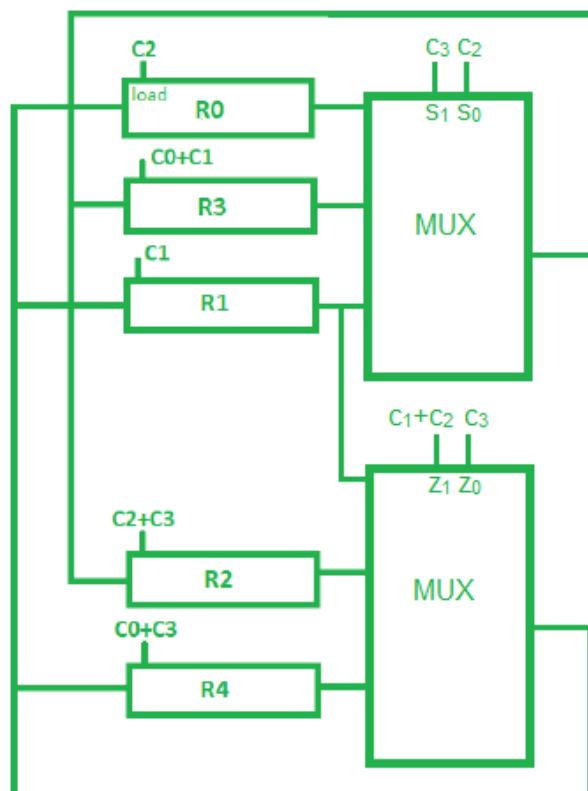 C2
load
R0
C3 C2
S1 S0
C0+C1
R3
MUX
C1
R1
C1+C2 C3
Z1 Z0
C2+C3
R2
MUX
C0+C3
R4